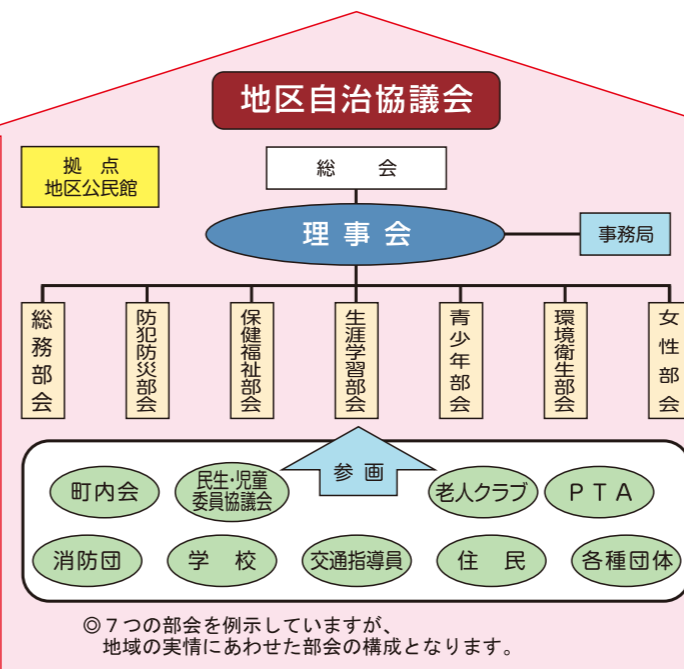 地区自治協議会
拠　点
地区公民館
総　会
理事会
事務局
総務部会
防犯防災部会
保健福祉部会
生涯学習部会
青少年部会
環境衛生部会
女性部会
参画
町内会
民生・児童
委員協議会
老人クラブ
ＰＴＡ
消防団
学　校
交通指導員
住　民
各種団体
◎７つの部会を例示していますが、
地域の実情にあわせた部会の構成となります。